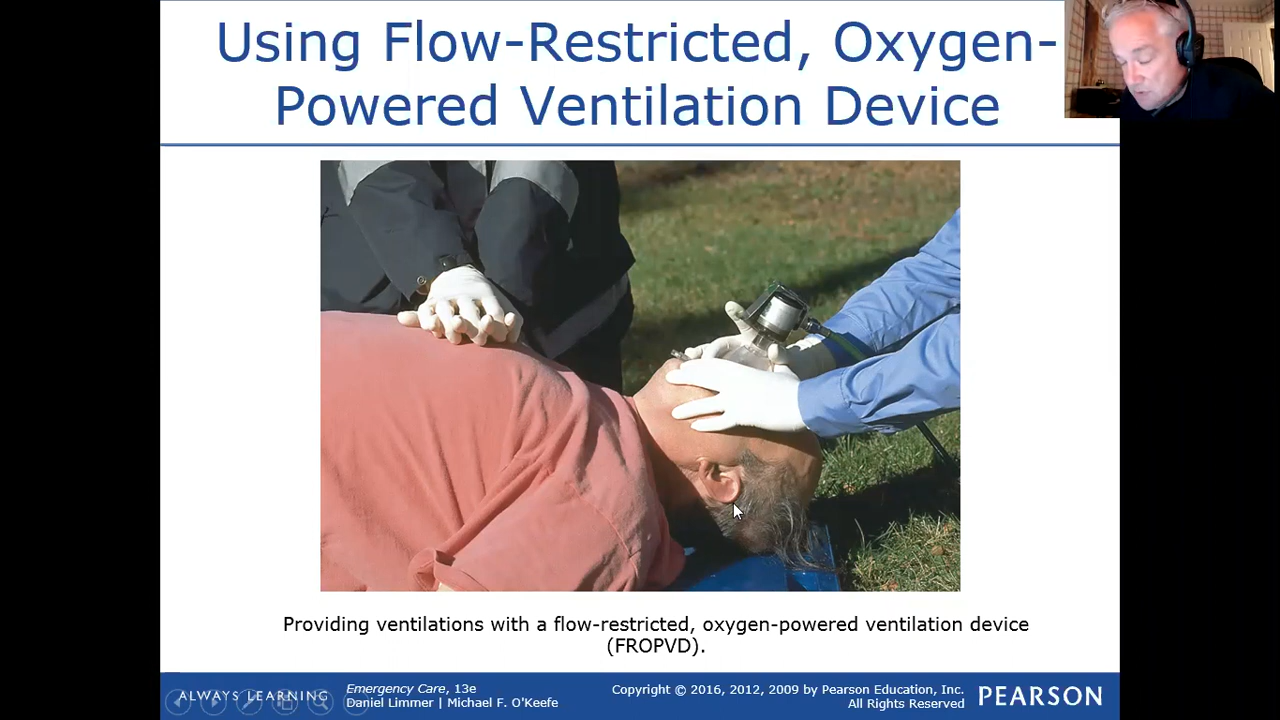 Using Flow-Restricted, Oxygen-
Powered Ventilation Device
Providing ventilations with a flow-restricted, oxygen-powered ventilation device
(FROPVD).
ALWAYS LEARNING
Emergency Care, 13e
Daniel Limmer | Michael F. O'Keefe
Copyright © 2016, 2012, 2009 by Pearson Education, Inc.
All Rights Reserved
PEARSON